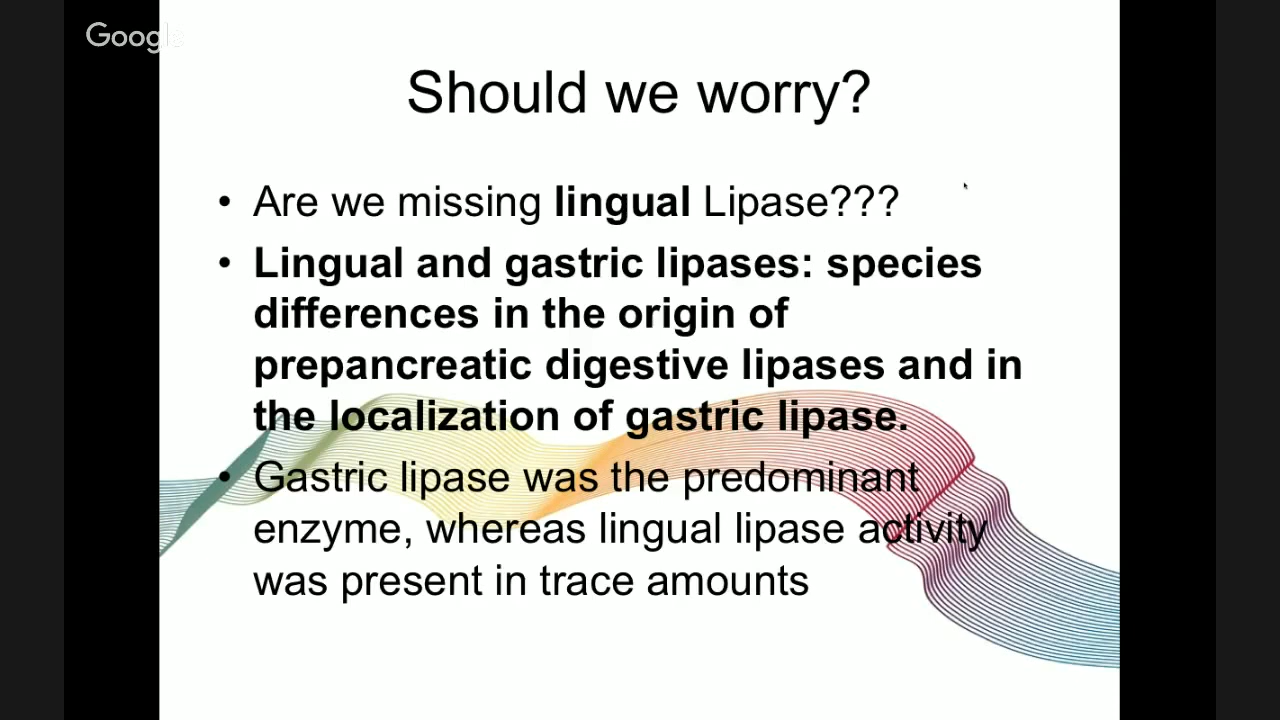 Google
Should we worry?
• Are we missing lingual Lipase???
• Lingual and gastric lipases: species
differences in the origin of
prepancreatic digestive lipases and in
the localization of gastric lipase.
• Gastric lipase was the predominant
enzyme, whereas lingual lipase activity
was present in trace amounts